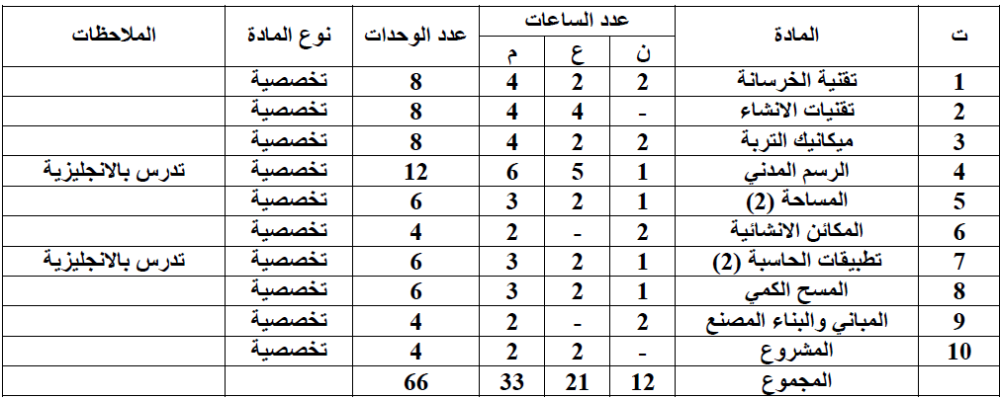 ت المادة عدد الساعات عدد الوحدات نوع المادة الملاحظات
ن ع م
1 تقنية الخرسانة 2 2 4 8 تخصصية
2 تقنيات الانشاء - 4 4 8 تخصصية
3 ميكانيك التربة 2 2 4 8 تخصصية
4 الرسم المدني 1 5 6 12 تخصصية تدرس بالانجليزية
5 المساحة (2) 1 2 3 6 تخصصية
6 المكائن الانشائية 2 - 2 4 تخصصية
7 تطبيقات الحاسبة (2) 1 2 3 6 تخصصية تدرس بالانجليزية
8 المسح الكمي 1 2 3 6 تخصصية
9 المباني والبناء المصنع 2 - 2 4 تخصصية
10 المشروع - 2 2 4 تخصصية
المجموع 12 21 33 66